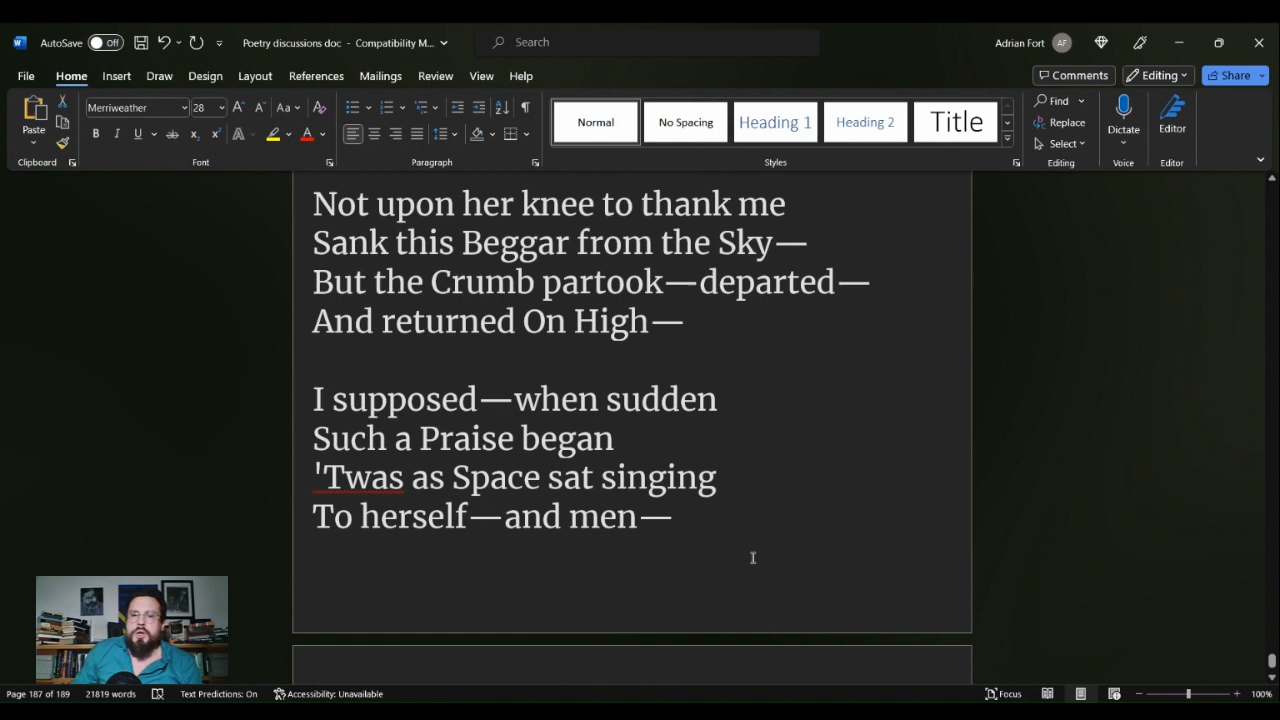 AutoSave Off Poetry discussions doc - Compatibility M... Search Adrian Fort AF
File Home Insert Draw Design Layout References Mailings Review View Help Comments Editing Share
Merriweather 28 A A Aa A Normal No Spacing Heading 1 Heading 2 Title Find
Paste B I U ab x₂ x² A A Replace Dictate Editor
Select
Clipboard Font Paragraph Styles Editing Voice Editor
Not upon her knee to thank me
Sank this Beggar from the Sky—
But the Crumb partook—departed—
And returned On High—
I supposed—when sudden
Such a Praise began
'Twas as Space sat singing
To herself—and men—
Page 187 of 189 21819 words Text Predictions: On Accessibility: Unavailable Focus 100%